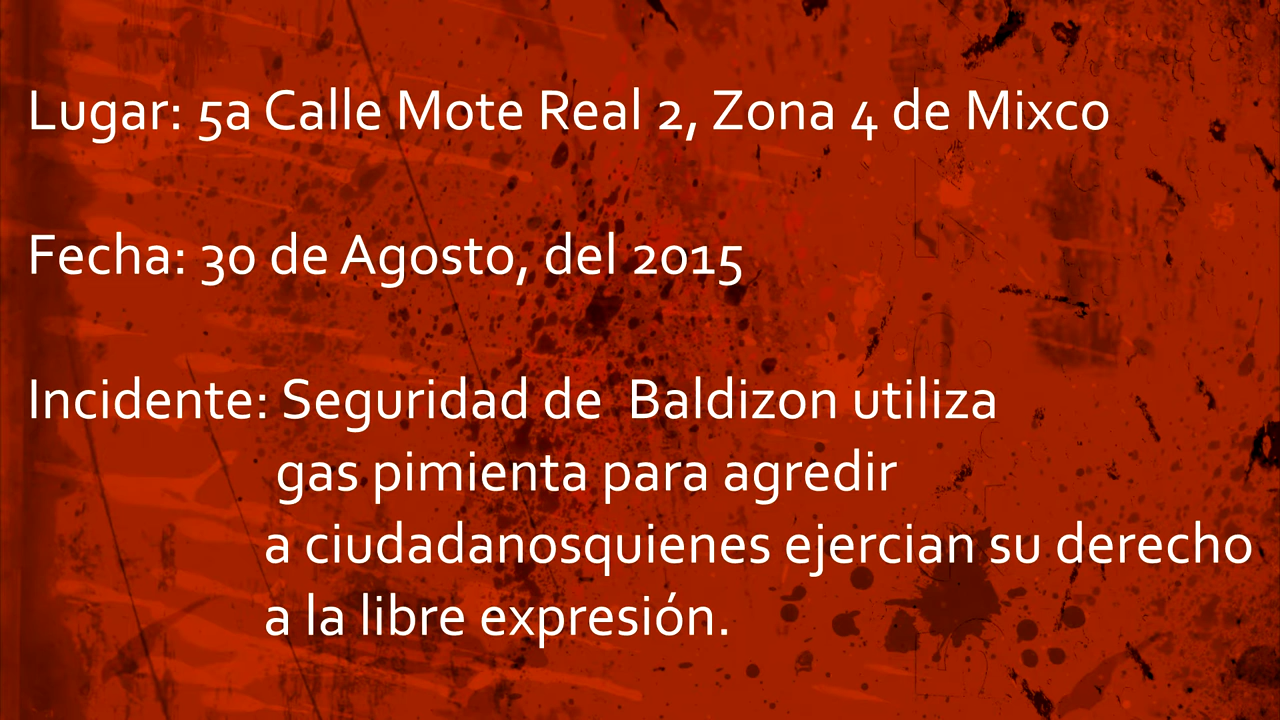 Lugar: 5a Calle Mote Real 2, Zona 4 de Mixco
Fecha: 30 de Agosto, del 2015
Incidente: Seguridad de Baldizon utiliza
gas pimienta para agredir
a ciudadanosquienes ejercian su derecho
a la libre expresión.